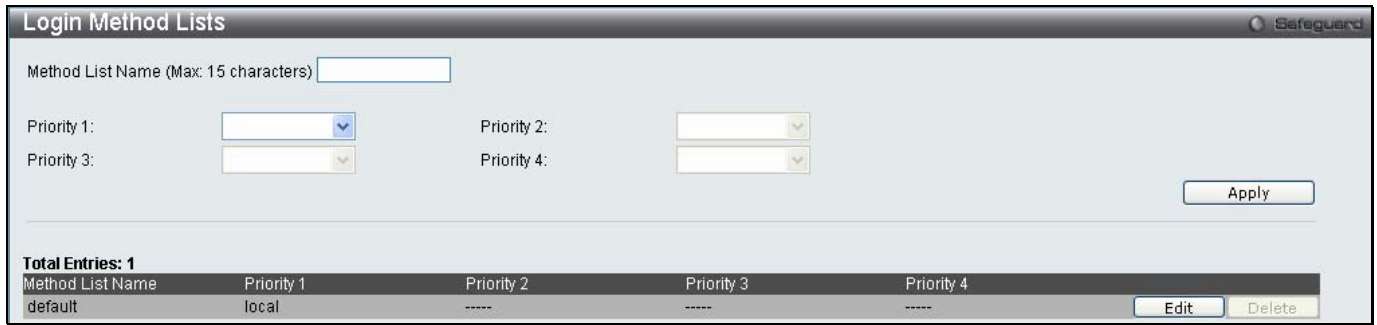 Login Method Lists
Safeguard
Method List Name (Max: 15 characters)
Priority 1: Priority 2:
Priority 3: Priority 4:
Apply
Total Entries: 1
Method List Name Priority 1 Priority 2 Priority 3 Priority 4
default local ----- ----- ----- Edit Delete